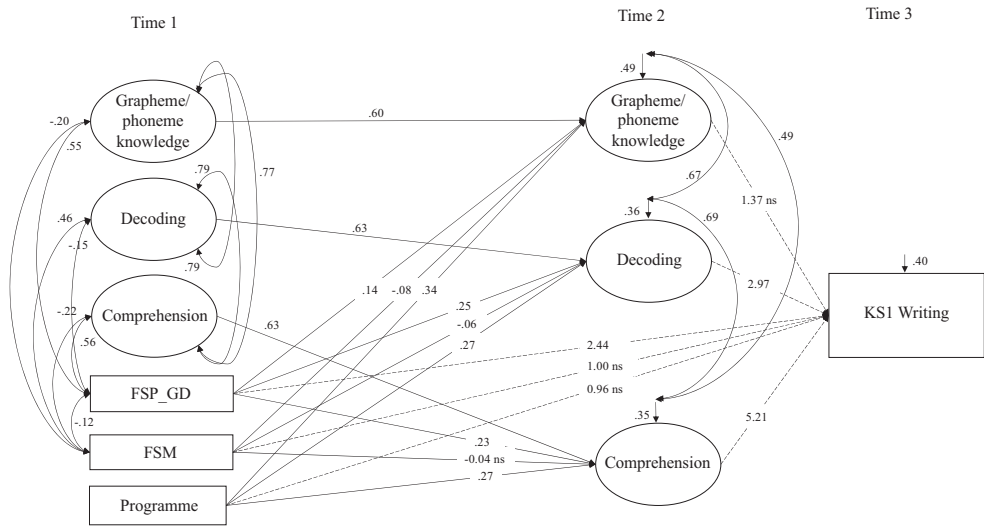 Time 1
Time 2
Time 3
Grapheme/
phoneme
knowledge
-.20
.55
.77
.60
.49
Grapheme/
phoneme
knowledge
.49
.67
1.37 ns
.79
Decoding
.46
-.15
.79
.63
.36
.69
Decoding
2.97
.40
KS1 Writing
Comprehension
-.22
.56
.63
.14
-.08
.34
.25
-.06
.27
2.44
1.00 ns
0.96 ns
FSP_GD
-.12
FSM
Programme
.23
-0.04 ns
.27
.35
Comprehension
5.21